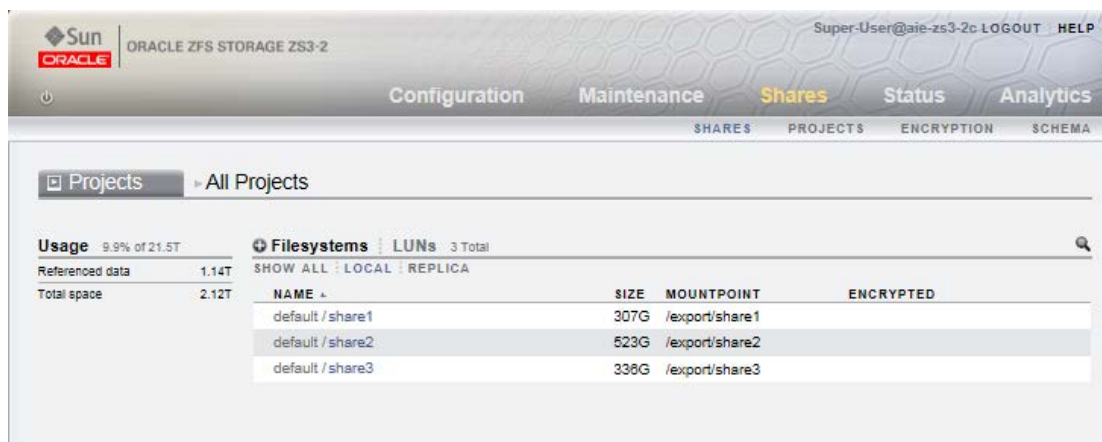 Sun
ORACLE
ORACLE ZFS STORAGE ZS3-2
Super-User@aie-zs3-2c LOGOUT HELP
Configuration Maintenance Shares Status Analytics
SHARES PROJECTS ENCRYPTION SCHEMA
Projects All Projects
Usage 9.9% of 21.5T
Referenced data 1.14T
Total space 2.12T
Filesystems LUNs 3 Total
SHOW ALL LOCAL REPLICA
NAME SIZE MOUNTPOINT ENCRYPTED
default / share1 307G /export/share1
default / share2 523G /export/share2
default / share3 336G /export/share3